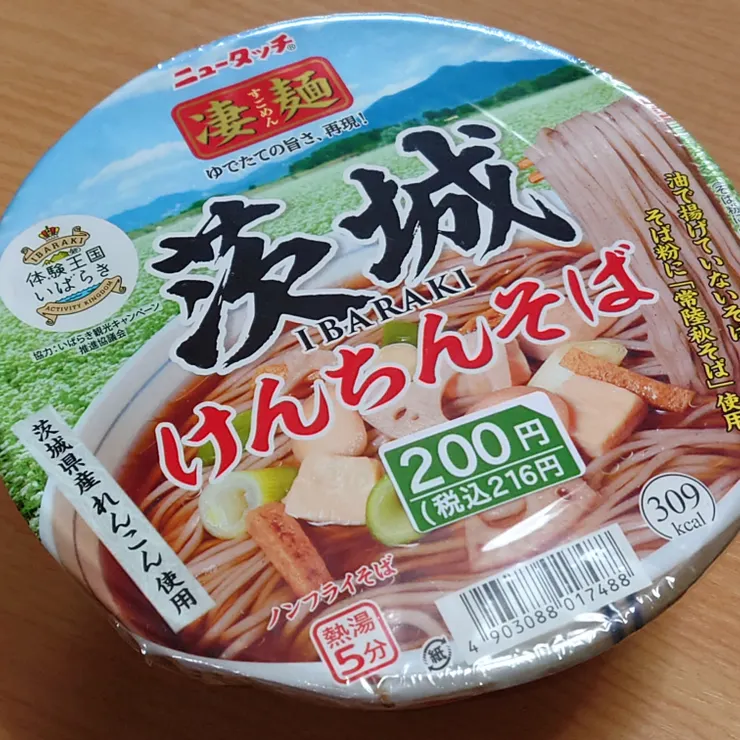 ニュータッチ®
凄麺
すごめん
ゆでたての旨さ、再現!
茨城
IBARAKI
けんちんそば
IBARAKI
体験王国
いばらき
ACTIVITY KINGDOM
協力:いばらき観光キャンペーン
推進協議会
油で揚げていないそば
そば粉に「常陸秋そば」使用
茨城県産れんこん使用
200円
(税込216円
309
kcal
ノンフライそば
熱湯
5分
紙
4 903088 017488